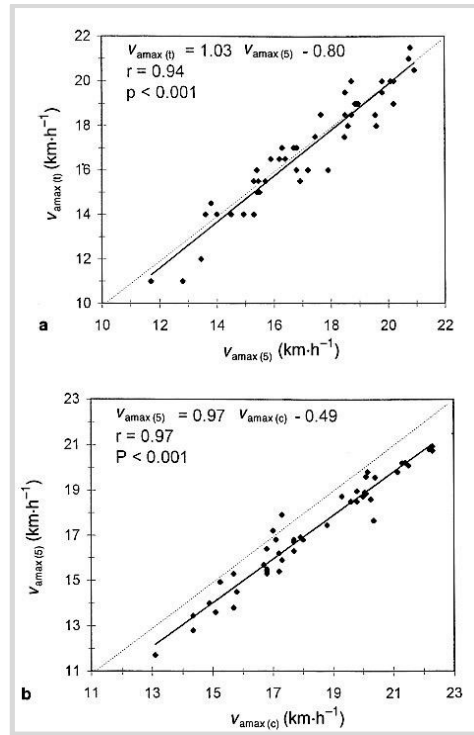 v amax (t) = 1.03 v amax (5) - 0.80
r = 0.94
p < 0.001
22
20
18
16
14
12
10
v amax (t) (km·h⁻¹)
10 12 14 16 18 20 22
a
v amax (5) (km·h⁻¹)
v amax (5) = 0.97 v amax (c) - 0.49
r = 0.97
P < 0.001
23
21
19
17
15
13
11
v amax (5) (km·h⁻¹)
11 13 15 17 19 21 23
b
v amax (c) (km·h⁻¹)